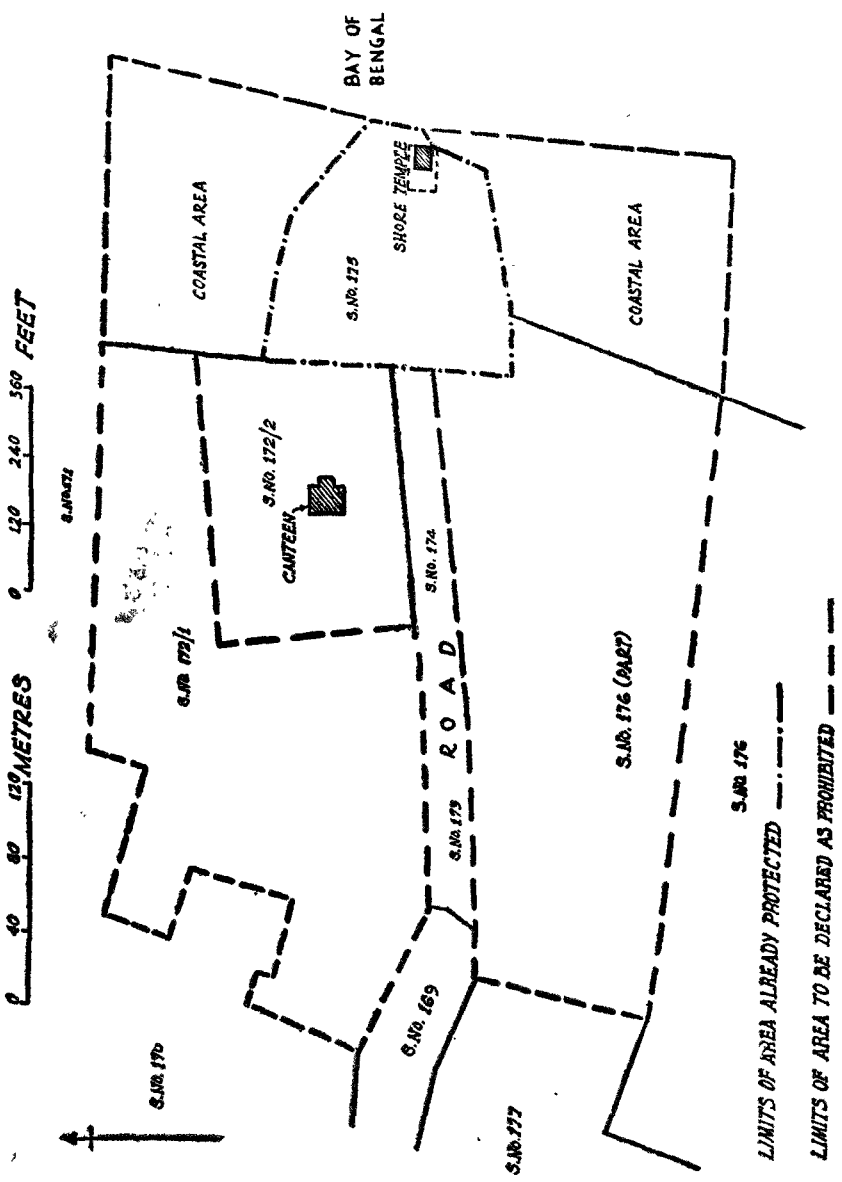 0 40 80 120 METRES
0 120 240 360 FEET
BAY OF
BENGAL
COASTAL AREA
S.NO. 170
S.NO. 172/1
S.NO. 172/2
CANTEEN
S.NO. 175
SHORE TEMPLE
S.NO. 169
S.NO. 173
ROAD
S.NO. 174
COASTAL AREA
S.NO. 176 (PART)
S.NO. 177
S.NO. 176
LIMITS OF AREA ALREADY PROTECTED
LIMITS OF AREA TO BE DECLARED AS PROHIBITED